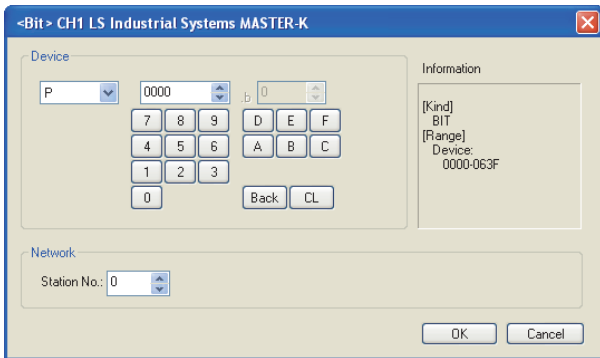 <Bit> CH1 LS Industrial Systems MASTER-K
Device
P 0000 .b 0
7 8 9 D E F
4 5 6 A B C
1 2 3
0 Back CL
Information
[Kind]
BIT
[Range]
Device:
0000-063F
Network
Station No.: 0
OK Cancel